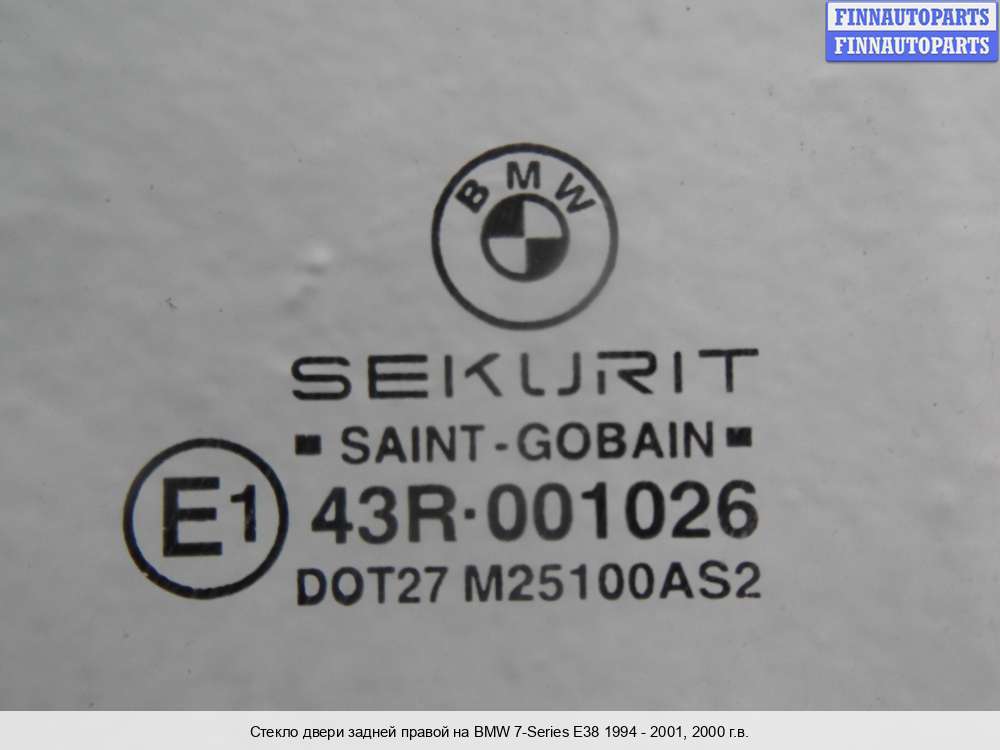 FINNAUTOPARTS
FINNAUTOPARTS
BMW
SEKURIT
SAINT-GOBAIN
E1 43R·001026
DOT27 M25100AS2
Стекло двери задней правой на BMW 7-Series E38 1994 - 2001, 2000 г.в.